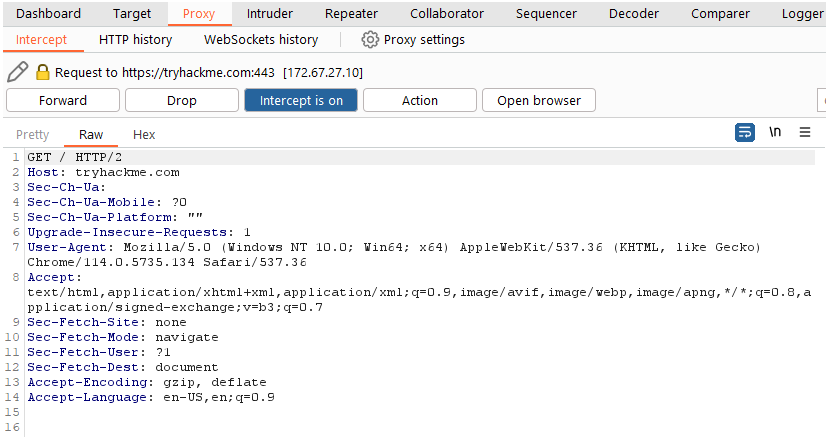 Dashboard Target Proxy Intruder Repeater Collaborator Sequencer Decoder Comparer Logger
Intercept HTTP history WebSockets history Proxy settings
Request to https://tryhackme.com:443 [172.67.27.10]
Forward Drop Intercept is on Action Open browser
Pretty Raw Hex \n
1 GET / HTTP/2
2 Host: tryhackme.com
3 Sec-Ch-Ua:
4 Sec-Ch-Ua-Mobile: ?0
5 Sec-Ch-Ua-Platform: ""
6 Upgrade-Insecure-Requests: 1
7 User-Agent: Mozilla/5.0 (Windows NT 10.0; Win64; x64) AppleWebKit/537.36 (KHTML, like Gecko)
Chrome/114.0.5735.134 Safari/537.36
8 Accept:
text/html,application/xhtml+xml,application/xml;q=0.9,image/avif,image/webp,image/apng,*/*;q=0.8,a
pplication/signed-exchange;v=b3;q=0.7
9 Sec-Fetch-Site: none
10 Sec-Fetch-Mode: navigate
11 Sec-Fetch-User: ?1
12 Sec-Fetch-Dest: document
13 Accept-Encoding: gzip, deflate
14 Accept-Language: en-US,en;q=0.9
15
16